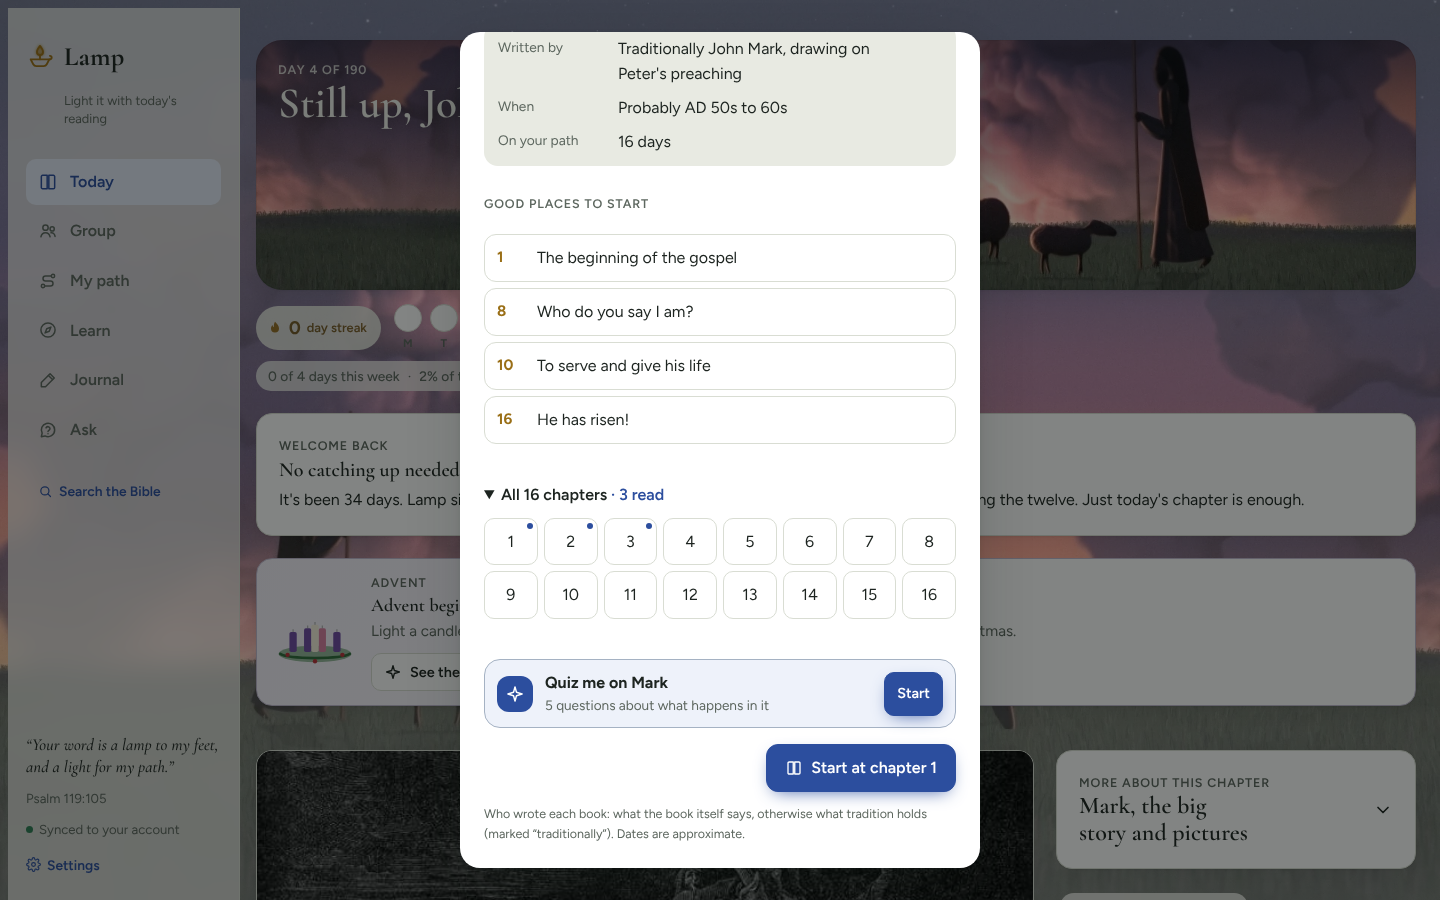 Lamp
Light it with today's
reading
Today
Group
My path
Learn
Journal
Ask
Search the Bible
“Your word is a lamp to my feet,
and a light for my path.”
Psalm 119:105
Synced to your account
Settings
DAY 4 OF 190
Still up,
0 day streak
M T
0 of 4 days this week · 2% of
WELCOME BACK
No catching up needed
It's been 34 days. Lamp
the twelve. Just today's chapter is enough.
ADVENT
Advent
Light a
See the
Written by
Traditionally John Mark, drawing on
Peter's preaching
When
Probably AD 50s to 60s
On your path
16 days
GOOD PLACES TO START
1 The beginning of the gospel
8 Who do you say I am?
10 To serve and give his life
16 He has risen!
All 16 chapters · 3 read
1 2 3 4 5 6 7 8
9 10 11 12 13 14 15 16
Quiz me on Mark
5 questions about what happens in it
Start
Start at chapter 1
Who wrote each book: what the book itself says, otherwise what tradition holds
(marked “traditionally”). Dates are approximate.
MORE ABOUT THIS CHAPTER
Mark, the big
story and pictures